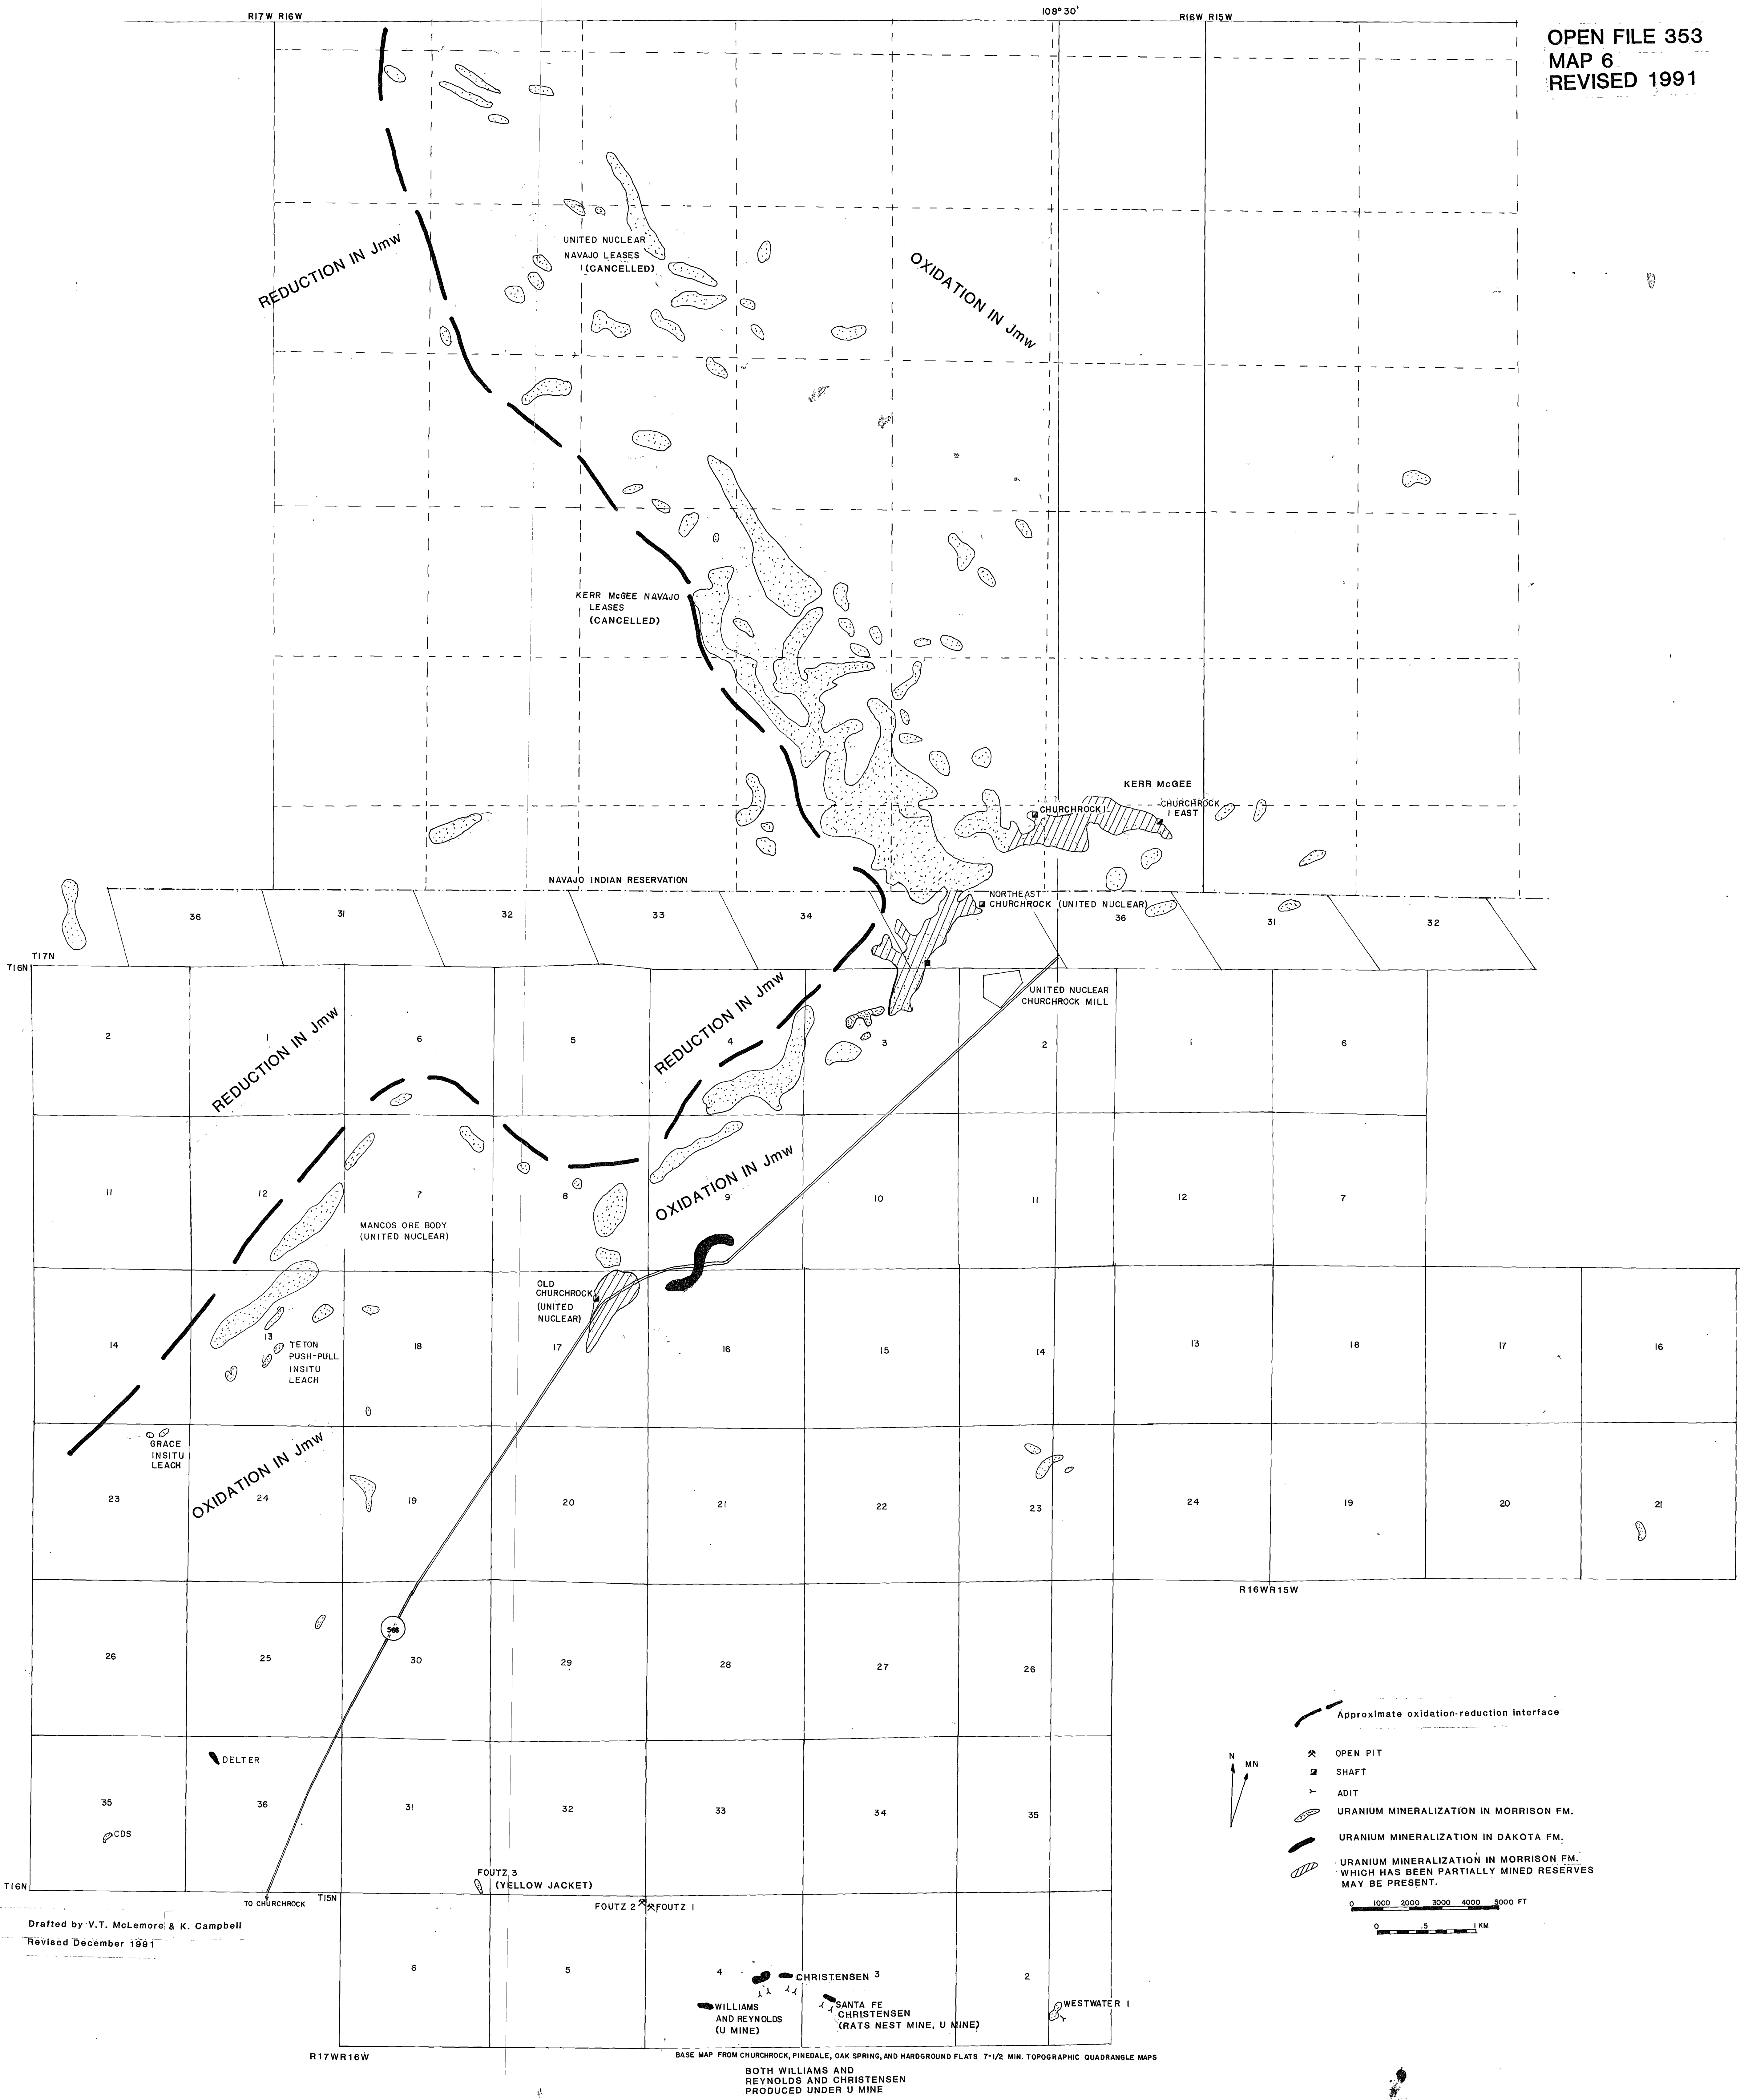 R17W R16W
108°30'
R16W R15W
OPEN FILE 353
MAP 6
REVISED 1991
REDUCTION IN Jmw
UNITED NUCLEAR
NAVAJO LEASES
(CANCELLED)
OXIDATION IN Jmw
KERR McGEE NAVAJO
LEASES
(CANCELLED)
KERR McGEE
CHURCHROCK I
CHURCHROCK
I EAST
NAVAJO INDIAN RESERVATION
NORTHEAST
CHURCHROCK (UNITED NUCLEAR)
36
31
32
33
34
36
31
32
T17N
T16N
UNITED NUCLEAR
CHURCHROCK MILL
REDUCTION IN Jmw
REDUCTION IN Jmw
2
1
6
5
4
3
2
1
6
OXIDATION IN Jmw
11
12
7
8
9
10
11
12
7
MANCOS ORE BODY
(UNITED NUCLEAR)
OLD
CHURCHROCK
(UNITED
NUCLEAR)
14
13
18
17
16
15
14
13
18
17
16
TETON
PUSH-PULL
INSITU
LEACH
GRACE
INSITU
LEACH
OXIDATION IN Jmw
23
24
19
20
21
22
23
24
19
20
21
R16WR15W
566
26
25
30
29
28
27
26
DELTER
35
36
31
32
33
34
35
CDS
FOUTZ 3
(YELLOW JACKET)
T16N
TO CHURCHROCK
T15N
FOUTZ 2
FOUTZ 1
Drafted by V.T. McLemore & K. Campbell
Revised December 1991
6
5
4
2
CHRISTENSEN 3
WILLIAMS
AND REYNOLDS
(U MINE)
SANTA FE
CHRISTENSEN
(RATS NEST MINE, U MINE)
WESTWATER I
R17WR16W
BASE MAP FROM CHURCHROCK, PINEDALE, OAK SPRING, AND HARDGROUND FLATS 7-1/2 MIN. TOPOGRAPHIC QUADRANGLE MAPS
BOTH WILLIAMS AND
REYNOLDS AND CHRISTENSEN
PRODUCED UNDER U MINE
N
MN
Approximate oxidation-reduction interface
OPEN PIT
SHAFT
ADIT
URANIUM MINERALIZATION IN MORRISON FM.
URANIUM MINERALIZATION IN DAKOTA FM.
URANIUM MINERALIZATION IN MORRISON FM.
WHICH HAS BEEN PARTIALLY MINED RESERVES
MAY BE PRESENT.
0 1000 2000 3000 4000 5000 FT
0 .5 1 KM